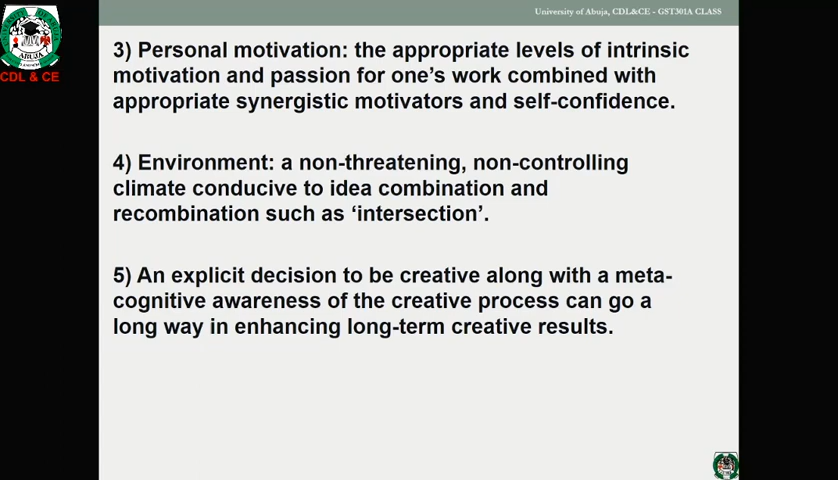 University of Abuja, CDL&CE - GST301A CLASS
ABUJA
CDL & CE
3) Personal motivation: the appropriate levels of intrinsic
motivation and passion for one's work combined with
appropriate synergistic motivators and self-confidence.
4) Environment: a non-threatening, non-controlling
climate conducive to idea combination and
recombination such as ‘intersection’.
5) An explicit decision to be creative along with a meta-
cognitive awareness of the creative process can go a
long way in enhancing long-term creative results.